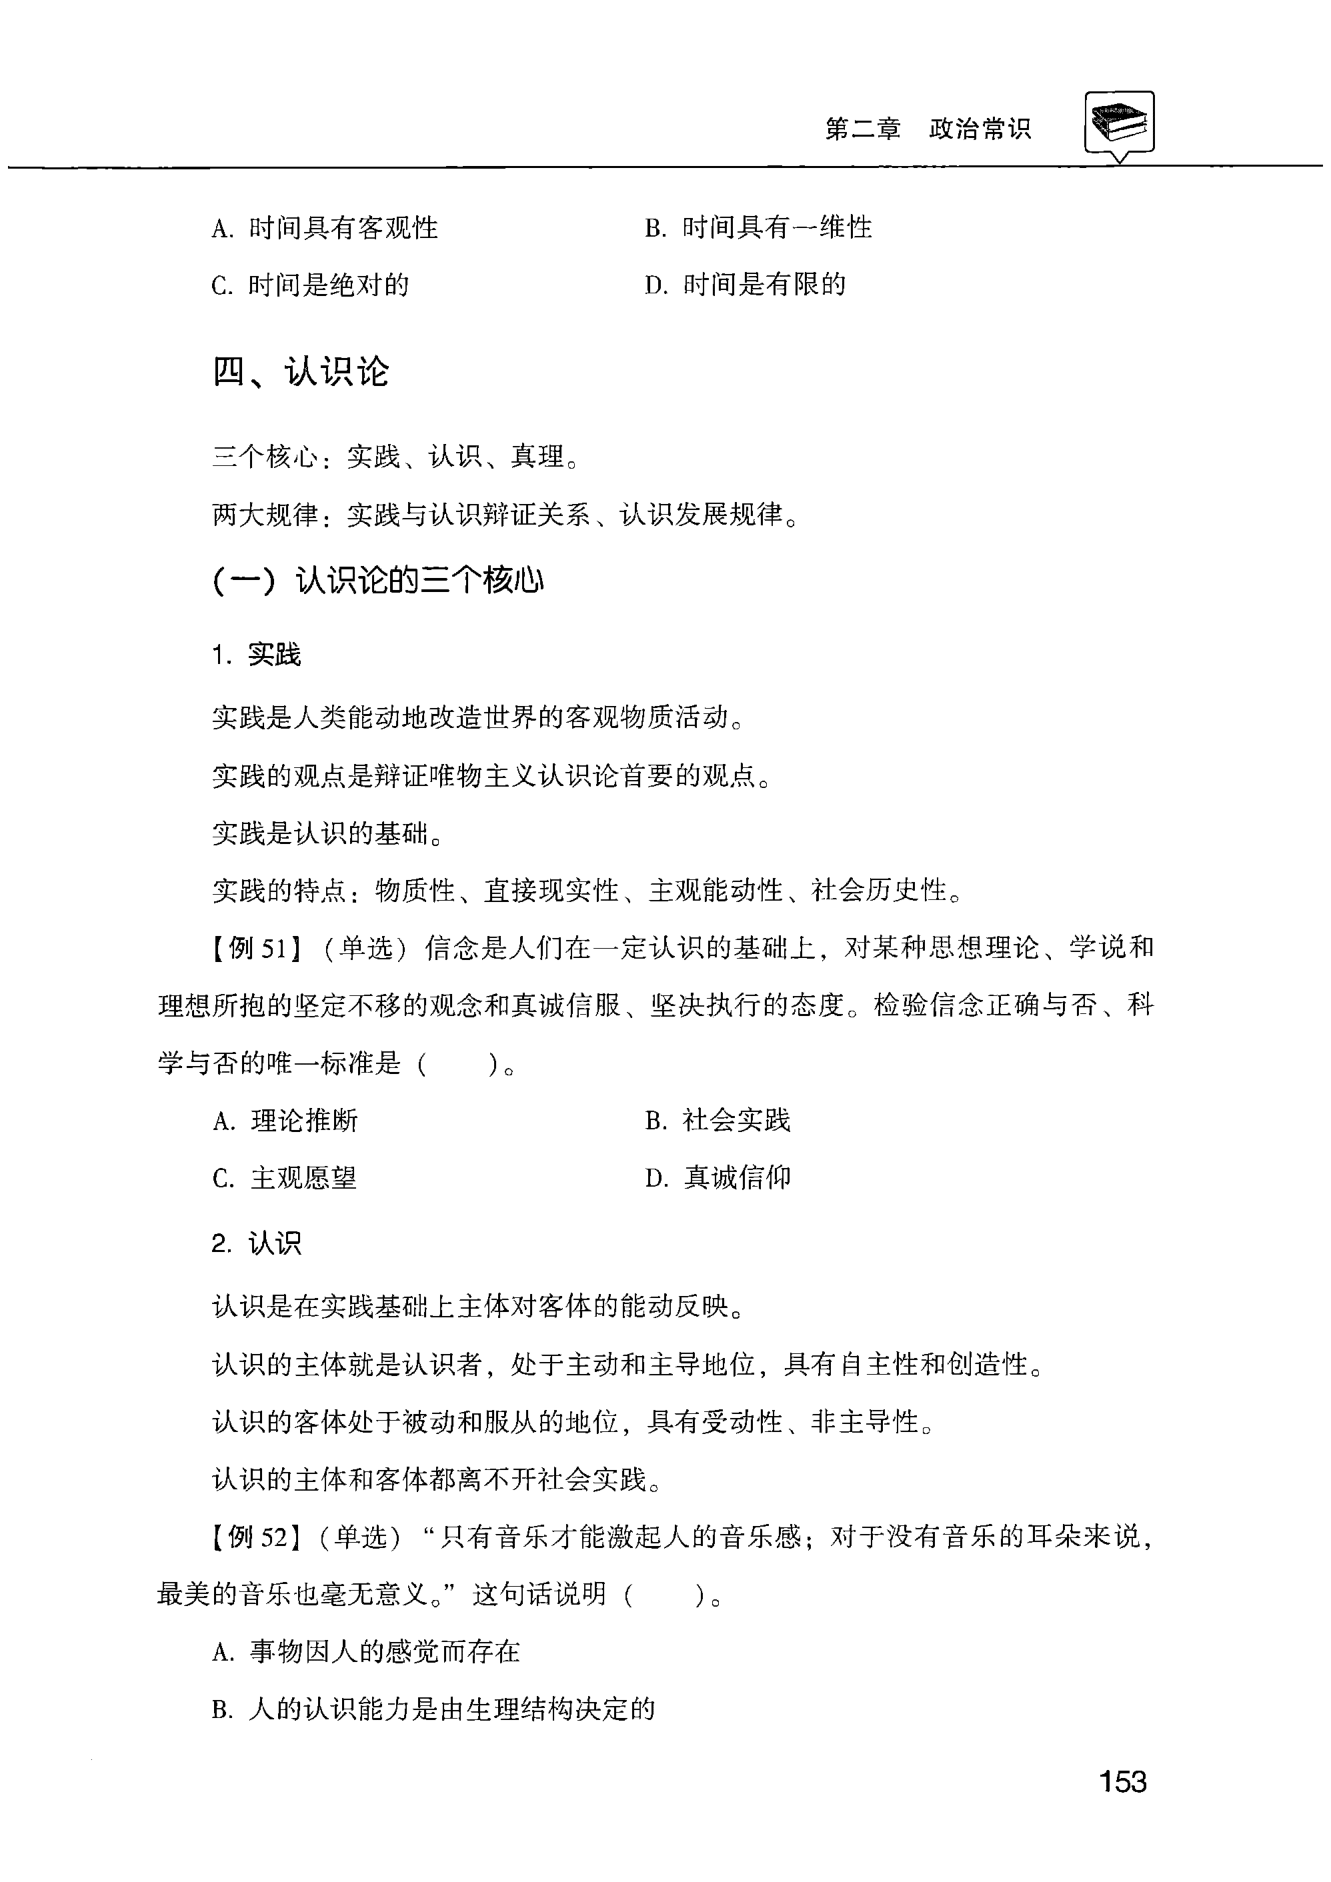 第二章 政治常识
A. 时间具有客观性 B. 时间具有一维性
C. 时间是绝对的 D. 时间是有限的
四、认识论
三个核心：实践、认识、真理。
两大规律：实践与认识辩证关系、认识发展规律。
（一）认识论的三个核心
1. 实践
实践是人类能动地改造世界的客观物质活动。
实践的观点是辩证唯物主义认识论首要的观点。
实践是认识的基础。
实践的特点：物质性、直接现实性、主观能动性、社会历史性。
【例 51】（单选）信念是人们在一定认识的基础上，对某种思想理论、学说和
理想所抱的坚定不移的观念和真诚信服、坚决执行的态度。检验信念正确与否、科
学与否的唯一标准是（ ）。
A. 理论推断 B. 社会实践
C. 主观愿望 D. 真诚信仰
2. 认识
认识是在实践基础上主体对客体的能动反映。
认识的主体就是认识者，处于主动和主导地位，具有自主性和创造性。
认识的客体处于被动和服从的地位，具有受动性、非主导性。
认识的主体和客体都离不开社会实践。
【例 52】（单选）“只有音乐才能激起人的音乐感；对于没有音乐的耳朵来说，
最美的音乐也毫无意义。”这句话说明（ ）。
A. 事物因人的感觉而存在
B. 人的认识能力是由生理结构决定的
153